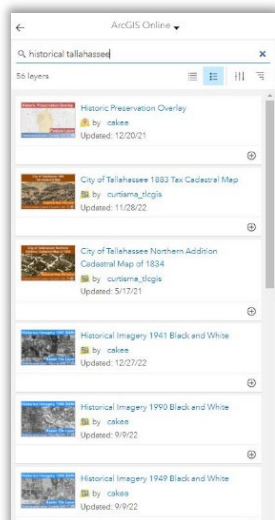 ArcGIS Online
historical tallahassee
56 layers
Historic Preservation Overlay
by cakee
Updated: 12/20/21
City of Tallahassee 1883 Tax Cadastral Map
by curtisma_tlcgis
Updated: 11/28/22
City of Tallahassee Northern Addition
Cadastral Map of 1834
by curtisma_tlcgis
Updated: 5/17/21
Historical Imagery 1941 Black and White
by cakee
Updated: 12/27/22
Historical Imagery 1990 Black and White
by cakee
Updated: 9/9/22
Historical Imagery 1949 Black and White
by cakee
Updated: 9/9/22